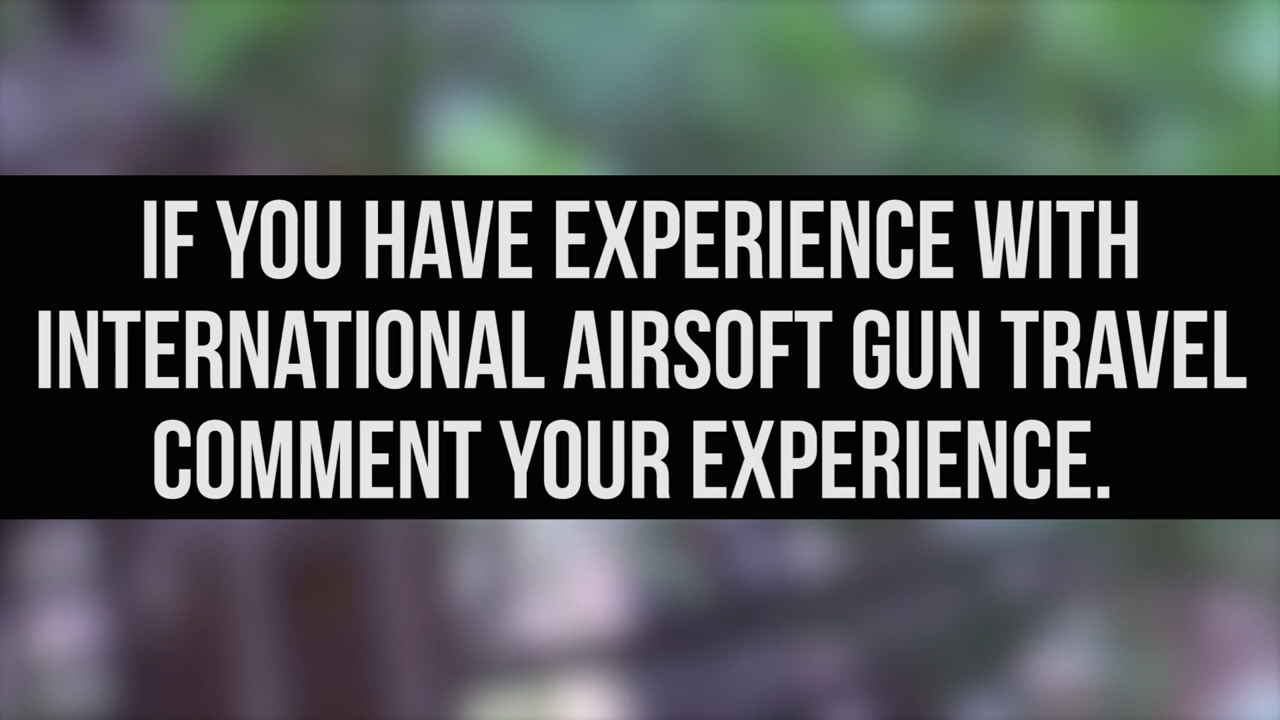 IF YOU HAVE EXPERIENCE WITH
INTERNATIONAL AIRSOFT GUN TRAVEL
COMMENT YOUR EXPERIENCE.